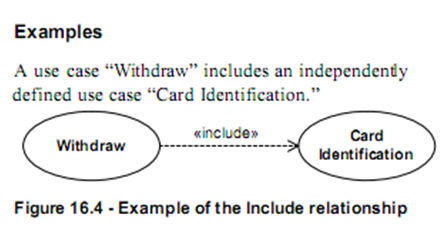 Examples
A use case “Withdraw” includes an independently
defined use case “Card Identification.”
Withdraw
«include»
Card
Identification
Figure 16.4 - Example of the Include relationship